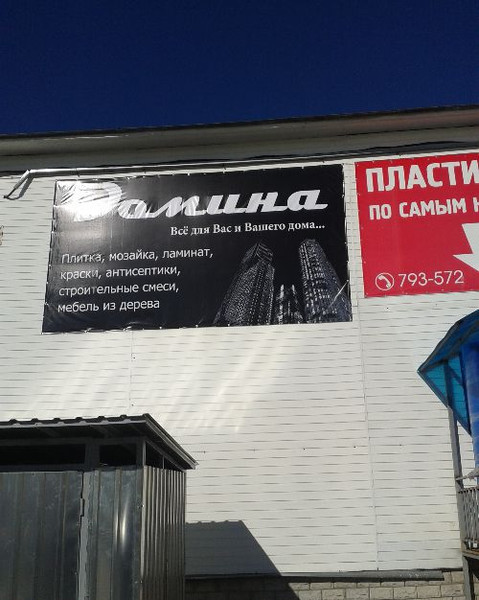 Домина
Всё для Вас и Вашего дома...
Плитка, мозайка, ламинат,
краски, антисептики,
строительные смеси,
мебель из дерева
ПЛАСТИ
ПО САМЫМ Н
793-572